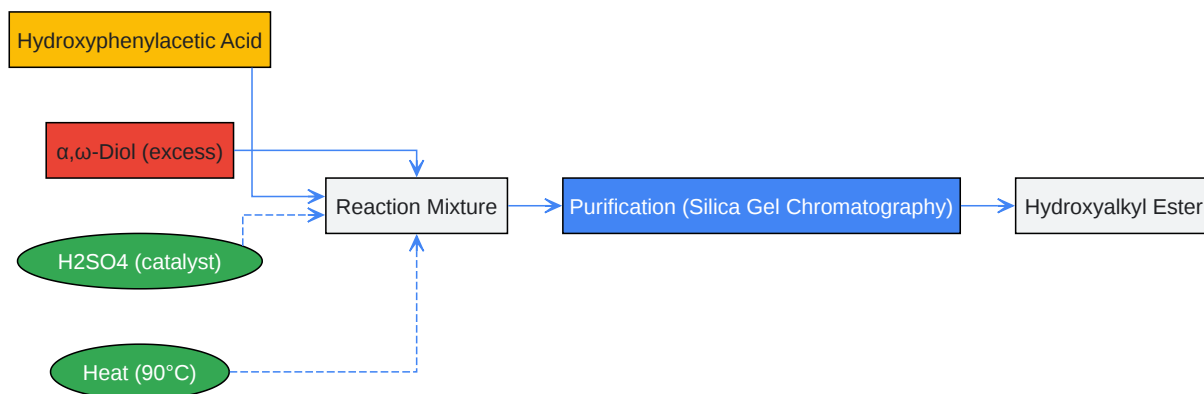 Hydroxyphenylacetic Acid
α,ω-Diol (excess)
Reaction Mixture
Purification (Silica Gel Chromatography)
Hydroxyalkyl Ester
H2SO4 (catalyst)
Heat (90°C)